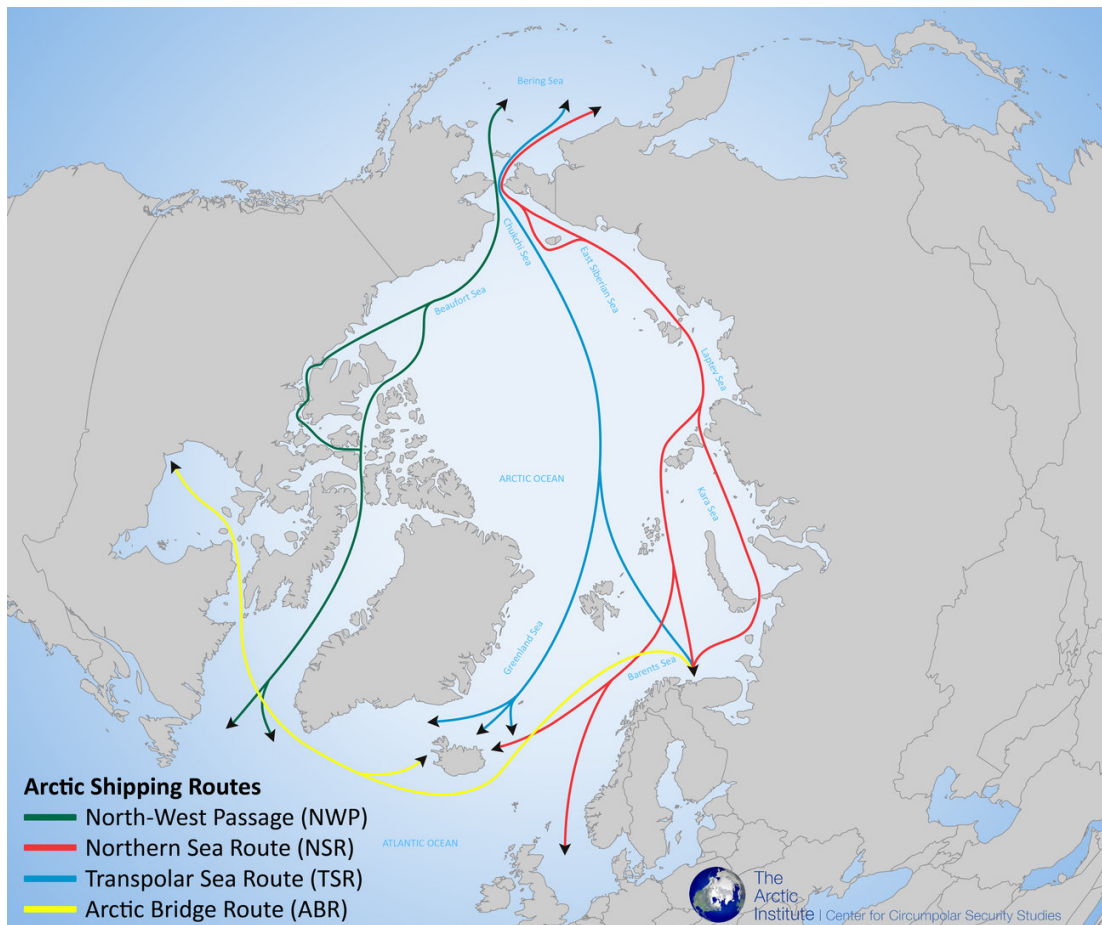 Bering Sea
Chukchi Sea
East Siberian Sea
Beaufort Sea
Laptev Sea
ARCTIC OCEAN
Kara Sea
Greenland Sea
Barents Sea
ATLANTIC OCEAN
Arctic Shipping Routes
North-West Passage (NWP)
Northern Sea Route (NSR)
Transpolar Sea Route (TSR)
Arctic Bridge Route (ABR)
The
Arctic
Institute | Center for Circumpolar Security Studies